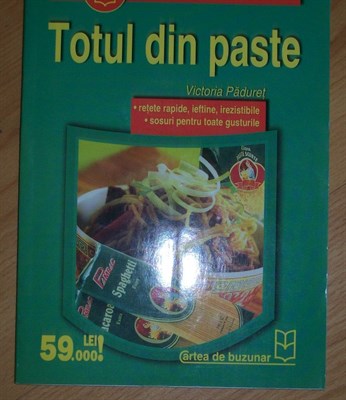 Totul din paste
Victoria Pădureț
• rețete rapide, ieftine, irezistibile
• sosuri pentru toate gusturile
Spaghetti
59.000!
LEI
cartea de buzunar